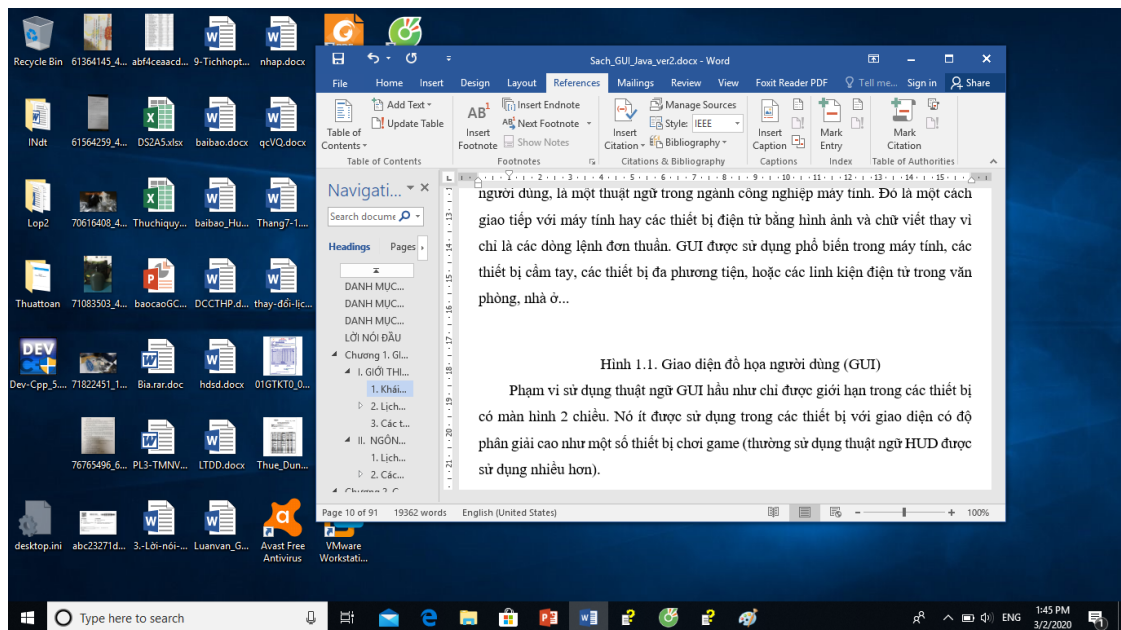 Recycle Bin
61364145_4...
abf4ceaacd...
9-Tichhopt...
nhap.docx
INdt
61564259_4...
DS2A5.xlsx
baibao.docx
qcVQ.docx
Lop2
70616408_4...
Thuchiquy...
baibao_Hu...
Thang7-1....
Thuattoan
71083503_4...
baocaoGC...
DCCTHP.d...
thay-đổi-lịc...
DEV
Dev-Cpp_5....
71822451_1...
Bia.rar.doc
hdsd.docx
01GTKT0_0...
76765496_6...
PL3-TMNV...
LTDD.docx
Thue_Dun...
desktop.ini
abc23271d...
3.-Lời-nói-...
Luanvan_G...
Avast Free
Antivirus
VMware
Workstati...
Sach_GUI_Java_ver2.docx - Word
File Home Insert Design Layout References Mailings Review View Foxit Reader PDF Tell me... Sign in Share
Table of
Contents
Add Text
Update Table
Table of Contents
AB1
Insert
Footnote
Insert Endnote
Next Footnote
Show Notes
Footnotes
Insert
Citation
Manage Sources
Style: IEEE
Bibliography
Citations & Bibliography
Insert
Caption
Captions
Mark
Entry
Index
Mark
Citation
Table of Authorities
Navigati...
Search docume
Headings Pages
DANH MỤC...
DANH MỤC...
DANH MỤC...
LỜI NÓI ĐẦU
Chương 1. GI...
I. GIỚI THI...
1. Khái...
2. Lịch...
3. Các t...
II. NGÔN...
1. Lịch...
2. Các...
người dùng, là một thuật ngữ trong ngành công nghiệp máy tính. Đó là một cách
giao tiếp với máy tính hay các thiết bị điện tử bằng hình ảnh và chữ viết thay vì
chỉ là các dòng lệnh đơn thuần. GUI được sử dụng phổ biến trong máy tính, các
thiết bị cầm tay, các thiết bị đa phương tiện, hoặc các linh kiện điện tử trong văn
phòng, nhà ở...
Hình 1.1. Giao diện đồ họa người dùng (GUI)
Phạm vi sử dụng thuật ngữ GUI hầu như chỉ được giới hạn trong các thiết bị
có màn hình 2 chiều. Nó ít được sử dụng trong các thiết bị với giao diện có độ
phân giải cao như một số thiết bị chơi game (thường sử dụng thuật ngữ HUD được
sử dụng nhiều hơn).
Page 10 of 91 19362 words English (United States) 100%
Type here to search
ENG
1:45 PM
3/2/2020